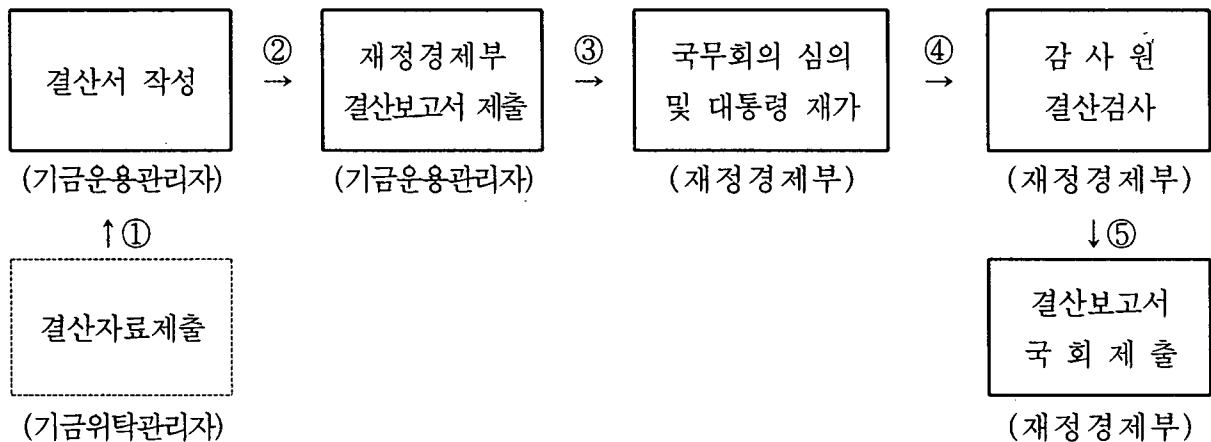 결산서 작성
(기금운용관리자)
②
→
재정경제부
결산보고서 제출
(기금운용관리자)
③
→
국무회의 심의
및 대통령 재가
(재정경제부)
④
→
감 사 원
결산검사
(재정경제부)
↑①
결산자료제출
(기금위탁관리자)
↓⑤
결산보고서
국 회 제 출
(재정경제부)